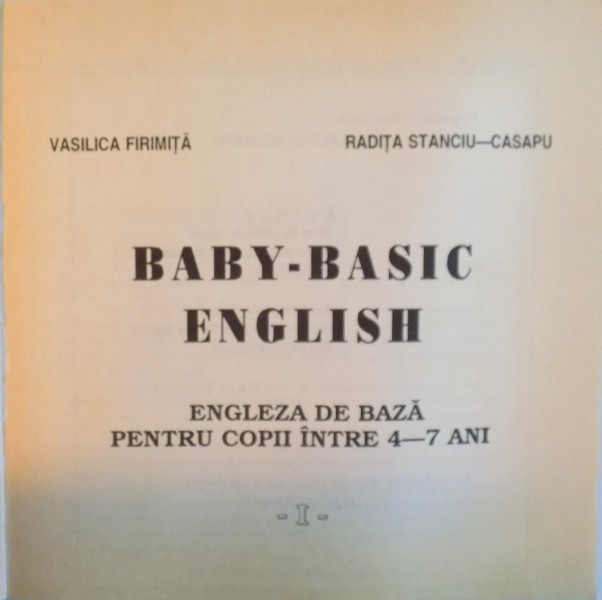 VASILICA FIRIMIȚĂ
RADIȚA STANCIU—CASAPU
BABY-BASIC
ENGLISH
ENGLEZA DE BAZĂ
PENTRU COPII ÎNTRE 4—7 ANI
- I -